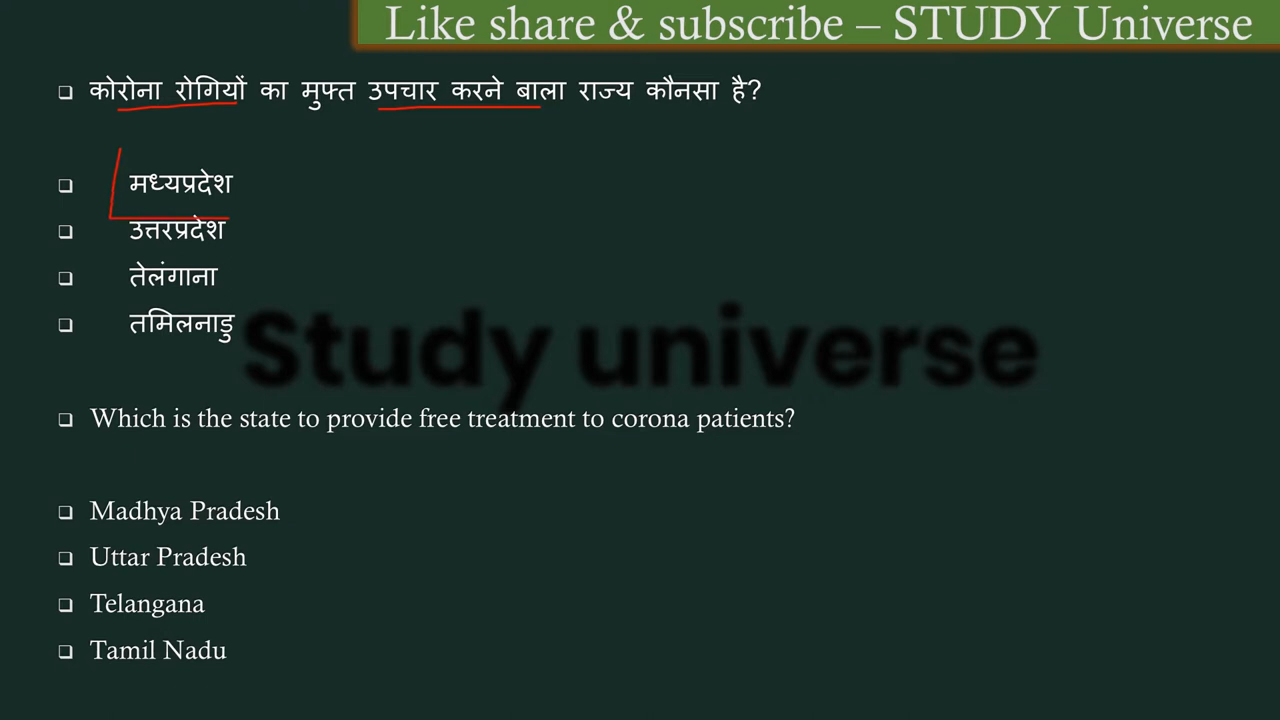 Like share & subscribe – STUDY Universe
कोरोना रोगियों का मुफ्त उपचार करने बाला राज्य कौनसा है?
मध्यप्रदेश
उत्तरप्रदेश
तेलंगाना
तमिलनाडु
Study universe
Which is the state to provide free treatment to corona patients?
Madhya Pradesh
Uttar Pradesh
Telangana
Tamil Nadu